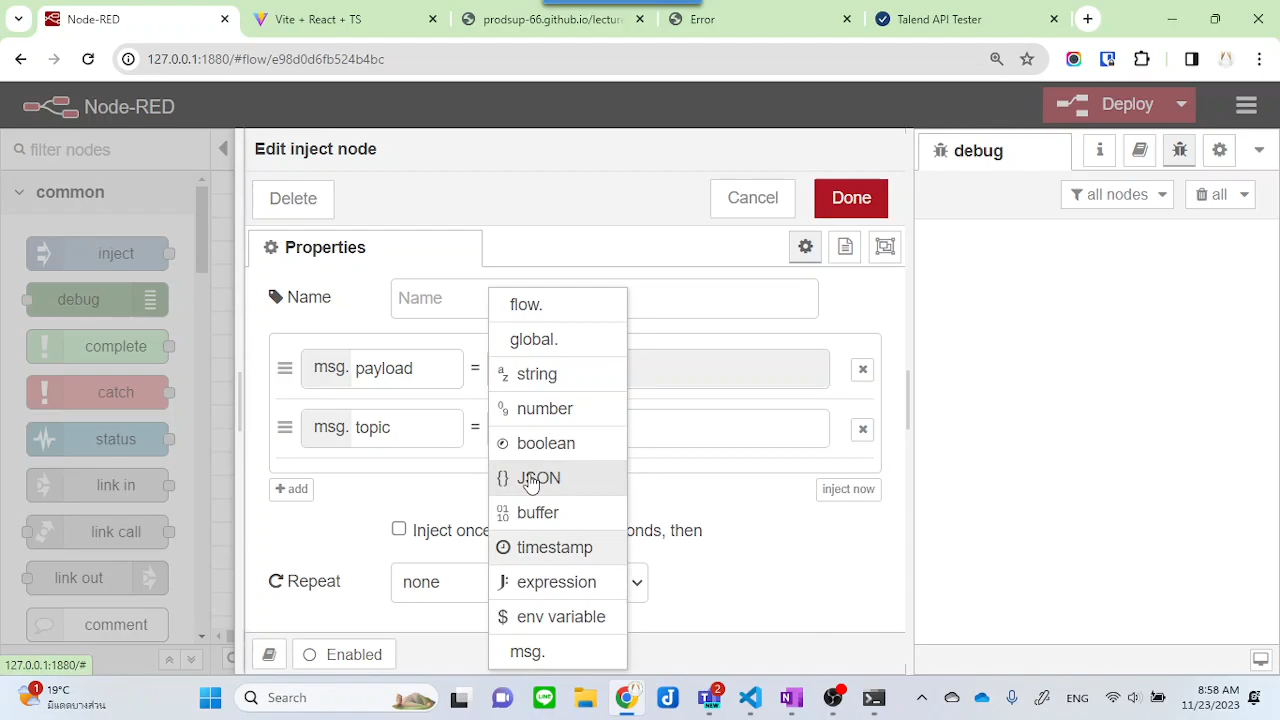 Node-RED
Vite + React + TS
prodsup-66.github.io/lecture
Error
Talend API Tester
127.0.0.1:1880/#flow/e98d0d6fb524b4bc
Node-RED
Deploy
filter nodes
Edit inject node
debug
common
Delete
Cancel
Done
all nodes
all
inject
Properties
debug
Name
Name
flow.
global.
complete
msg. payload
=
string
catch
number
status
msg. topic
=
boolean
link in
add
JSON
inject now
link call
Inject once
buffer
onds, then
timestamp
link out
Repeat
none
expression
comment
env variable
Enabled
msg.
127.0.0.1:1880/#
1
19°C
Search
NEW
2
ENG
8:58 AM
11/23/2023